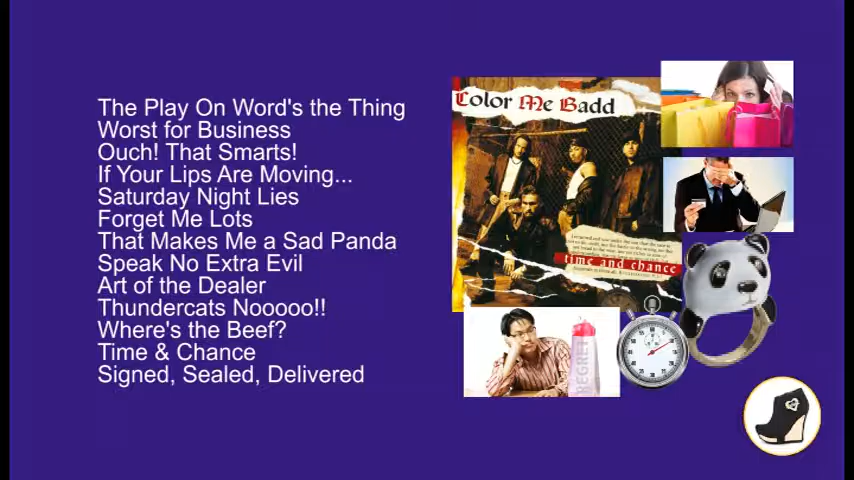 The Play On Word's the Thing
Worst for Business
Ouch! That Smarts!
If Your Lips Are Moving...
Saturday Night Lies
Forget Me Lots
That Makes Me a Sad Panda
Speak No Extra Evil
Art of the Dealer
Thundercats Nooooo!!
Where's the Beef?
Time & Chance
Signed, Sealed, Delivered
Color Me Badd
time and chance
REGRET